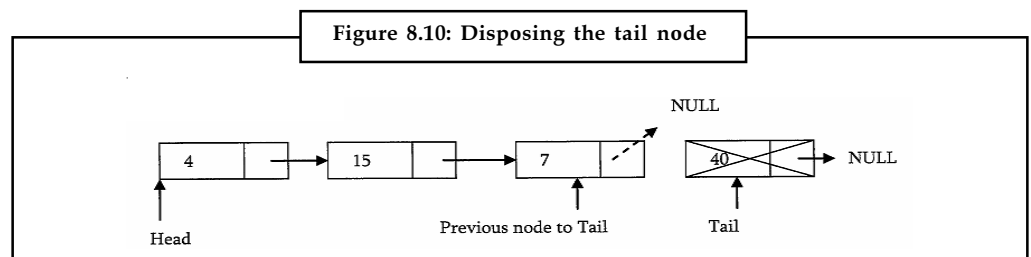 Figure 8.10: Disposing the tail node
NULL
4 15 7 40 NULL
Previous node to Tail Tail
Head